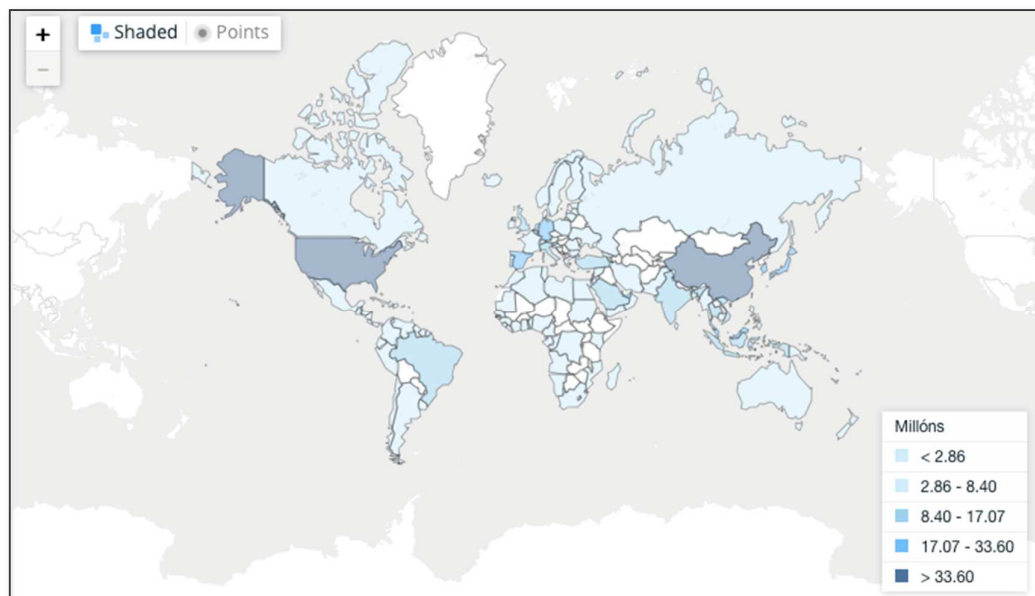 +
Shaded
Points
−
Millóns
< 2.86
2.86 - 8.40
8.40 - 17.07
17.07 - 33.60
> 33.60